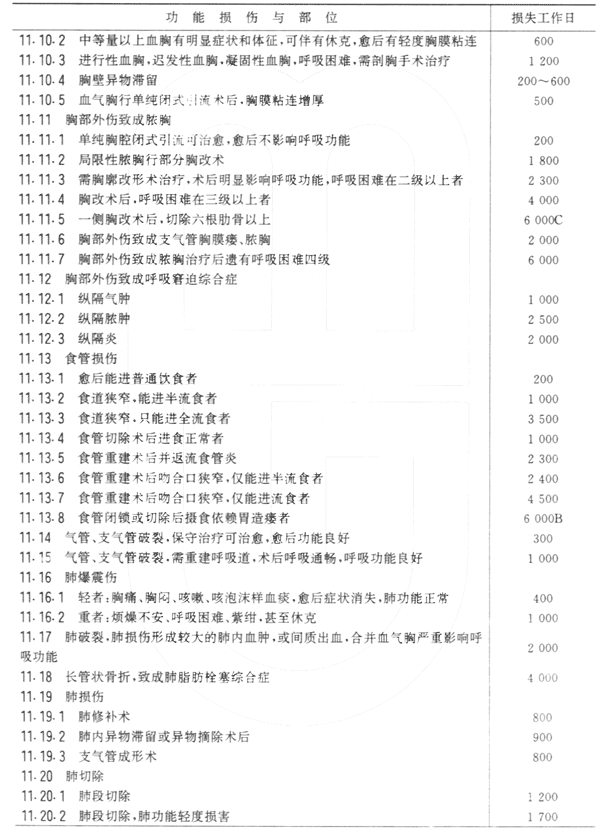 功能损伤与部位 损失工作日
11.10.2 中等量以上血胸有明显症状和体征,可伴有休克,愈后有轻度胸膜粘连 600
11.10.3 进行性血胸,迟发性血胸,凝固性血胸,呼吸困难,需剖胸手术治疗 1 200
11.10.4 胸壁异物滞留 200~600
11.10.5 血气胸行单纯闭式引流术后,胸膜粘连增厚 500
11.11 胸部外伤致成脓胸
11.11.1 单纯胸腔闭式引流可治愈,愈后不影响呼吸功能 200
11.11.2 局限性脓胸行部分胸改术 1 800
11.11.3 需胸廓改形术治疗,术后明显影响呼吸功能,呼吸困难在二级以上者 2 300
11.11.4 胸改术后,呼吸困难在三级以上者 4 000
11.11.5 一侧胸改术后,切除六根肋骨以上 6 000C
11.11.6 胸部外伤致成支气管胸膜瘘、脓胸 2 000
11.11.7 胸部外伤致成脓胸治疗后遗有呼吸困难四级 6 000
11.12 胸部外伤致成呼吸窘迫综合症
11.12.1 纵隔气肿 1 000
11.12.2 纵隔脓肿 2 500
11.12.3 纵隔炎 2 000
11.13 食管损伤
11.13.1 愈后能进普通饮食者 200
11.13.2 食道狭窄,能进半流食者 1 000
11.13.3 食道狭窄,只能进全流食者 3 500
11.13.4 食管切除术后进食正常者 1 000
11.13.5 食管重建术后并返流食管炎 2 300
11.13.6 食管重建术后吻合口狭窄,仅能进半流食者 2 400
11.13.7 食管重建术后吻合口狭窄,仅能进流食者 4 500
11.13.8 食管闭锁或切除后摄食依赖胃造瘘者 6 000B
11.14 气管、支气管破裂,保守治疗可治愈,愈后功能良好 300
11.15 气管、支气管破裂,需重建呼吸道,术后呼吸通畅,呼吸功能良好 1 000
11.16 肺爆震伤
11.16.1 轻者:胸痛、胸闷、咳嗽、咳泡沫样血痰,愈后症状消失,肺功能正常 400
11.16.2 重者:烦燥不安、呼吸困难、紫绀,甚至休克 1 000
11.17 肺破裂,肺损伤形成较大的肺内血肿,或间质出血,合并血气胸严重影响呼
吸功能 2 000
11.18 长管状骨折,致成肺脂肪栓塞综合症 4 000
11.19 肺损伤
11.19.1 肺修补术 800
11.19.2 肺内异物滞留或异物摘除术后 900
11.19.3 支气管成形术 800
11.20 肺切除
11.20.1 肺段切除 1 200
11.20.2 肺段切除,肺功能轻度损害 1 700